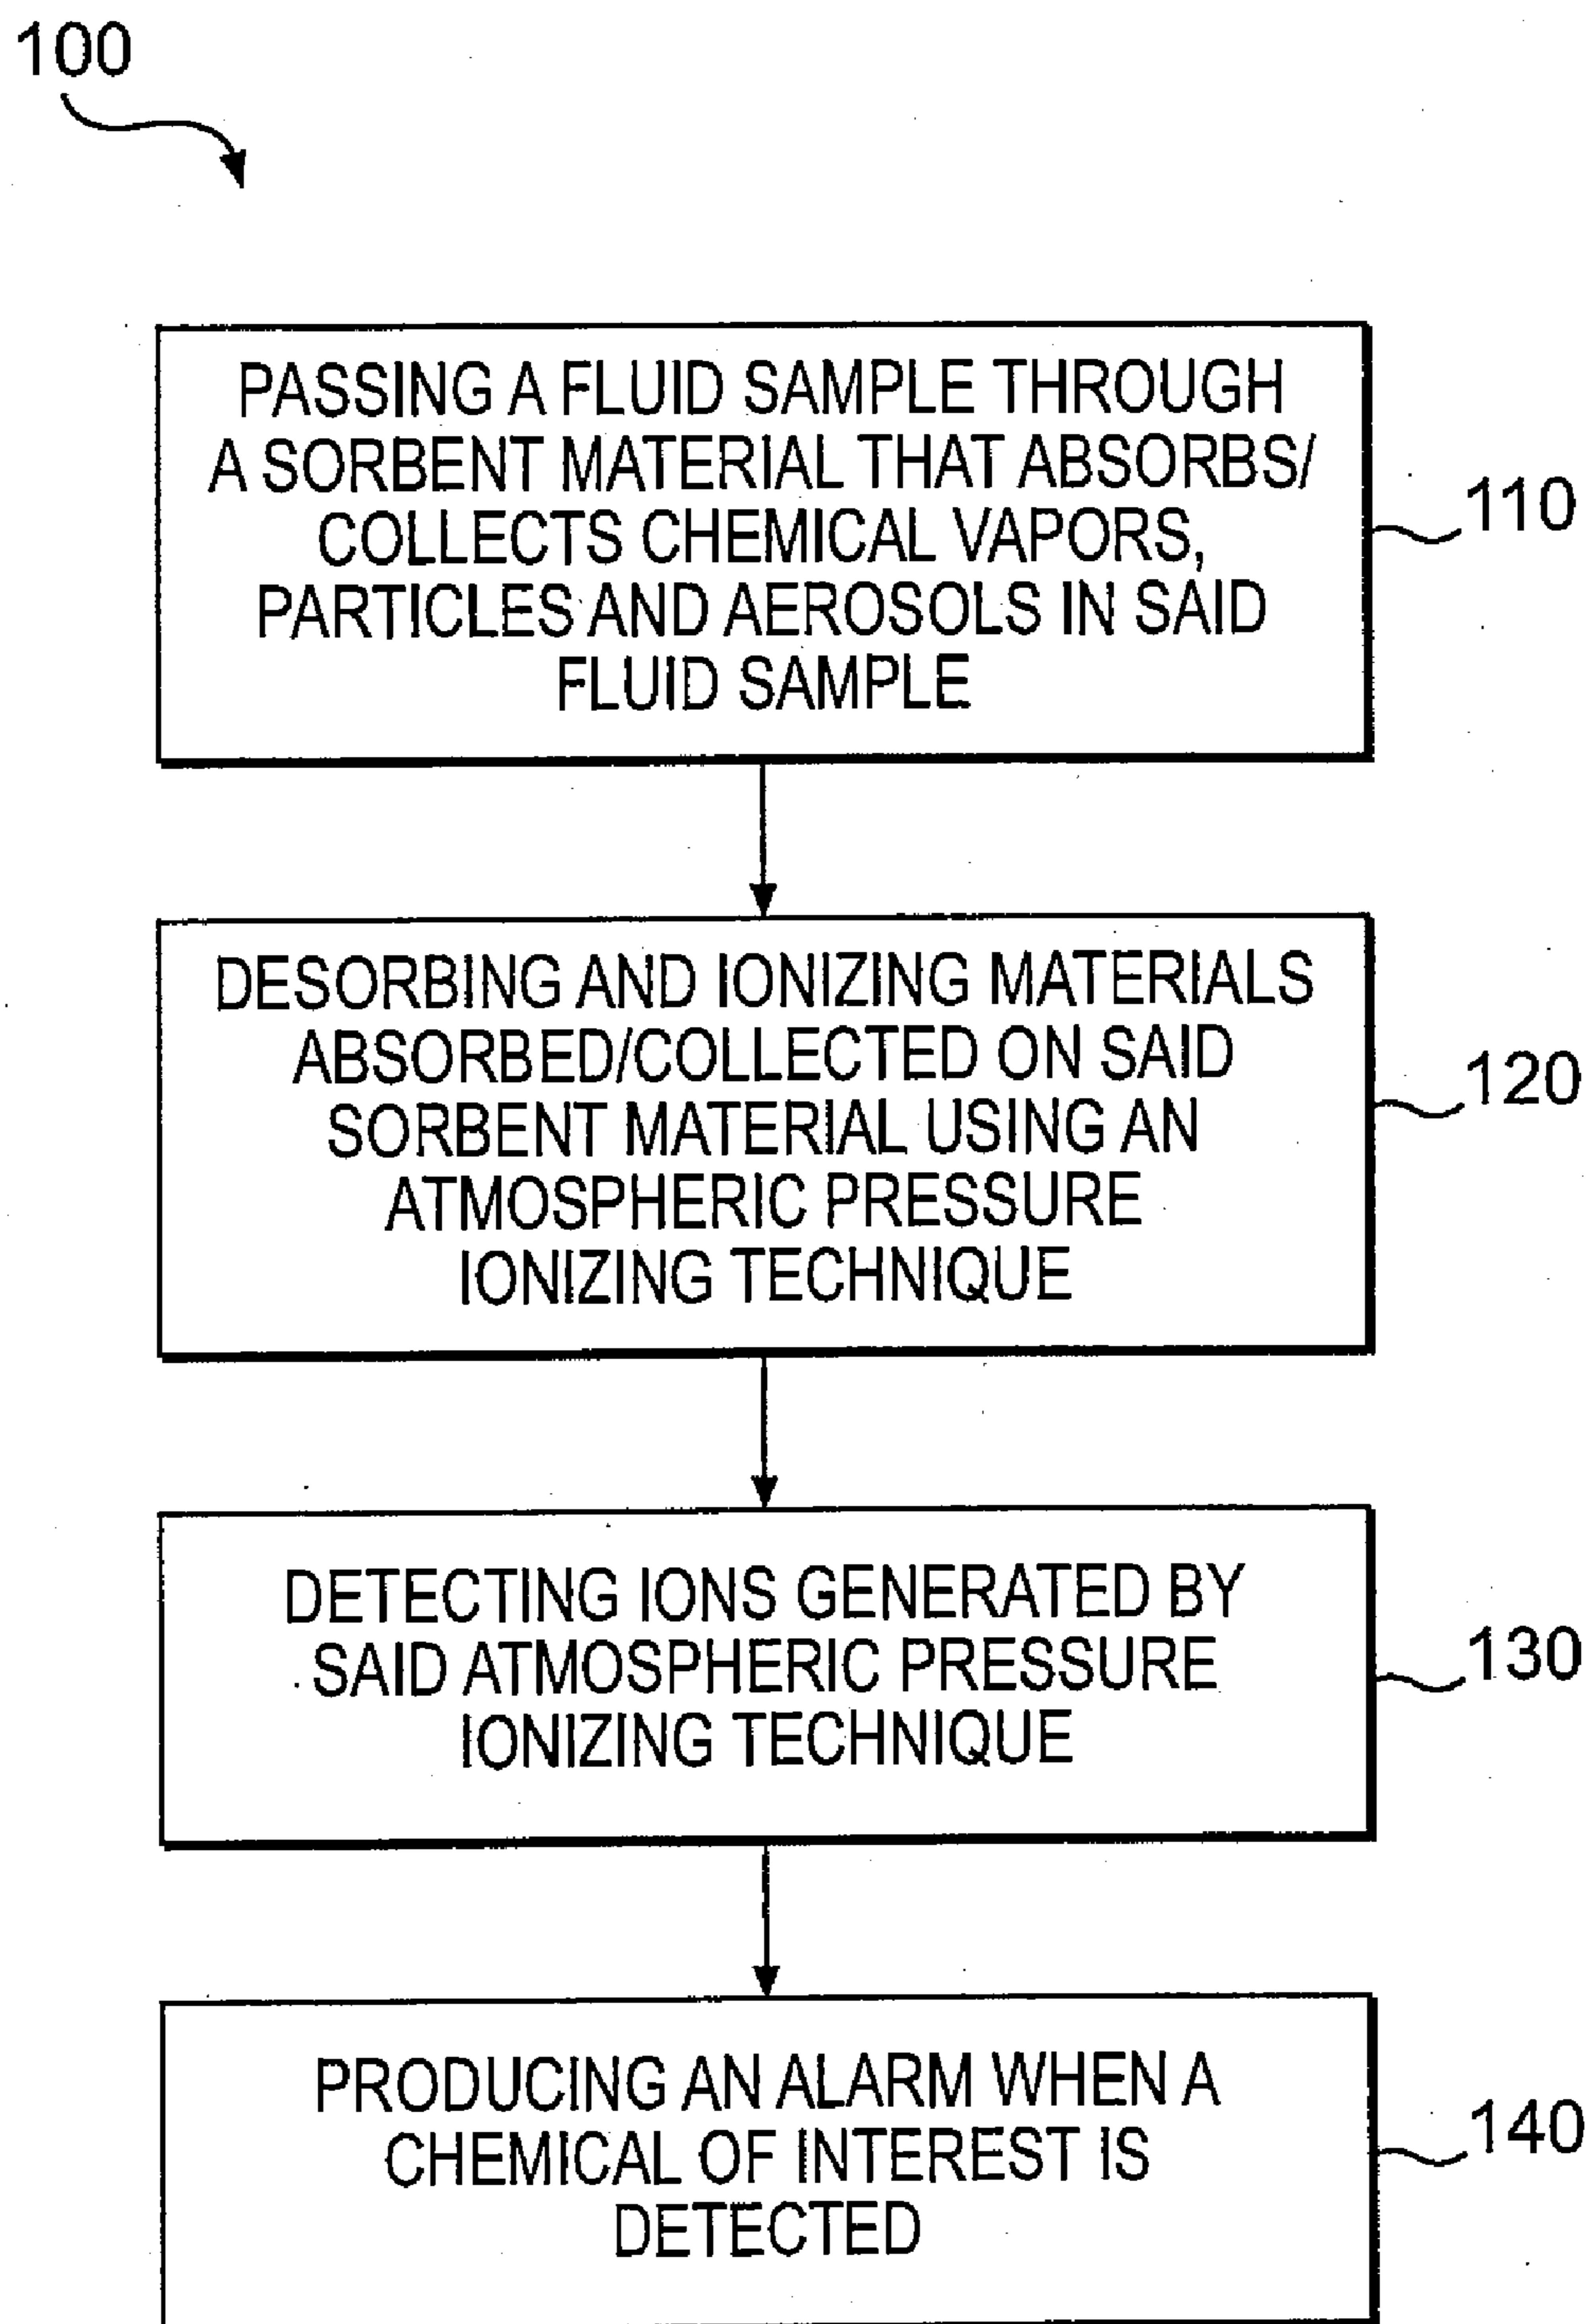 100
PASSING A FLUID SAMPLE THROUGH
A SORBENT MATERIAL THAT ABSORBS/
COLLECTS CHEMICAL VAPORS,
PARTICLES AND AEROSOLS IN SAID
FLUID SAMPLE
110
DESORBING AND IONIZING MATERIALS
ABSORBED/COLLECTED ON SAID
SORBENT MATERIAL USING AN
ATMOSPHERIC PRESSURE
IONIZING TECHNIQUE
120
DETECTING IONS GENERATED BY
SAID ATMOSPHERIC PRESSURE
IONIZING TECHNIQUE
130
PRODUCING AN ALARM WHEN A
CHEMICAL OF INTEREST IS
DETECTED
140